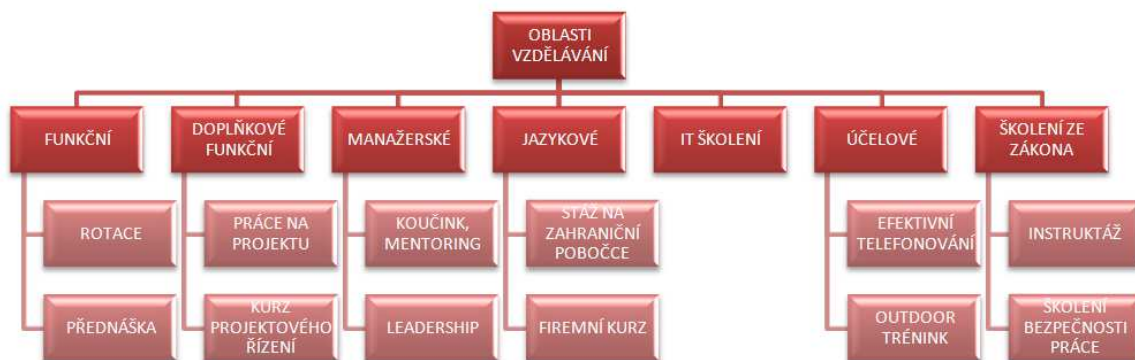 OBLASTI
VZDĚLÁVÁNÍ
FUNKČNÍ
DOPLŇKOVÉ
FUNKČNÍ
MANAŽERSKÉ
JAZYKOVÉ
IT ŠKOLENÍ
ÚČELOVÉ
ŠKOLENÍ ZE
ZÁKONA
ROTACE
PRÁCE NA
PROJEKTU
KOUČINK,
MENTORING
STÁŽ NA
ZAHRANIČNÍ
POBOČCE
EFEKTIVNÍ
TELEFONOVÁNÍ
INSTRUKTÁŽ
PŘEDNÁŠKA
KURZ
PROJEKTOVÉHO
ŘÍZENÍ
LEADERSHIP
FIREMNÍ KURZ
OUTDOOR
TRÉNINK
ŠKOLENÍ
BEZPEČNOSTI
PRÁCE